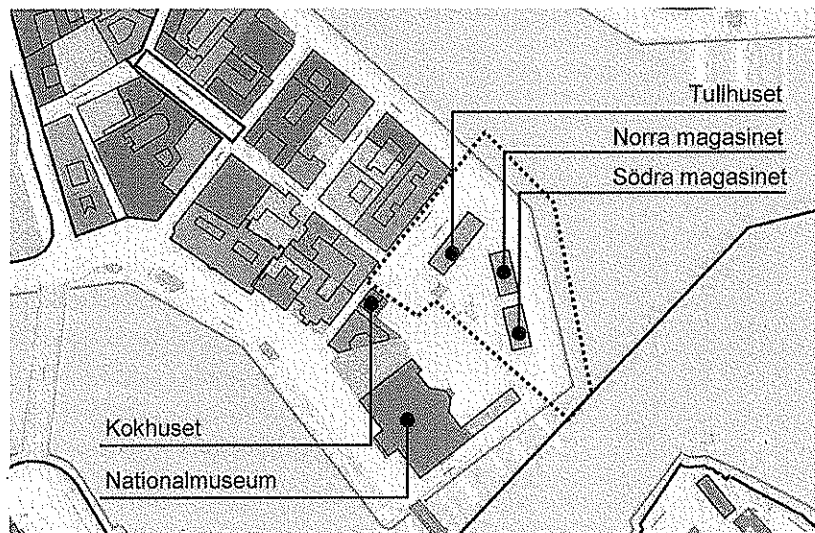 Tullhuset
Norra magasinet
Södra magasinet
Kokhuset
Nationalmuseum